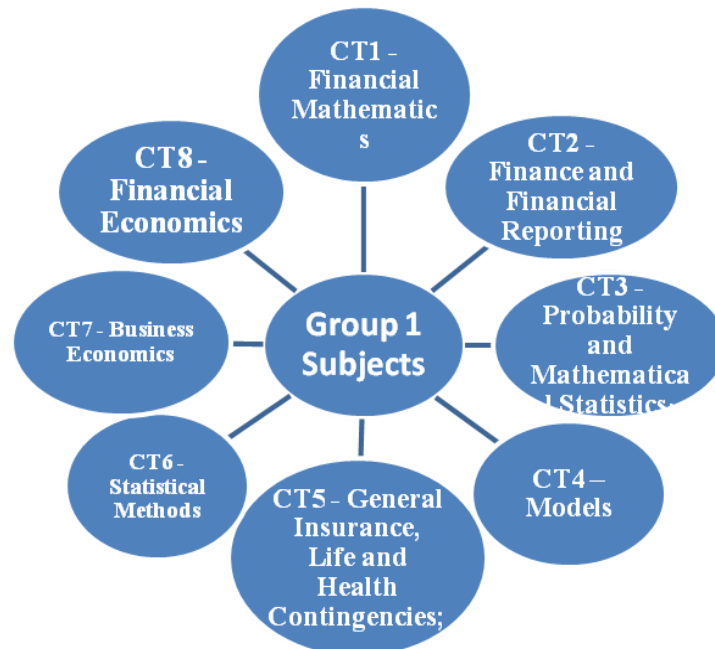 CT1 -
Financial
Mathematic
s
CT2 -
Finance and
Financial
Reporting
CT3 -
Probability
and
Mathematica
l Statistics;
CT4 –
Models
CT5 - General
Insurance,
Life and
Health
Contingencies;
CT6 -
Statistical
Methods
CT7 - Business
Economics
CT8 -
Financial
Economics
Group 1
Subjects